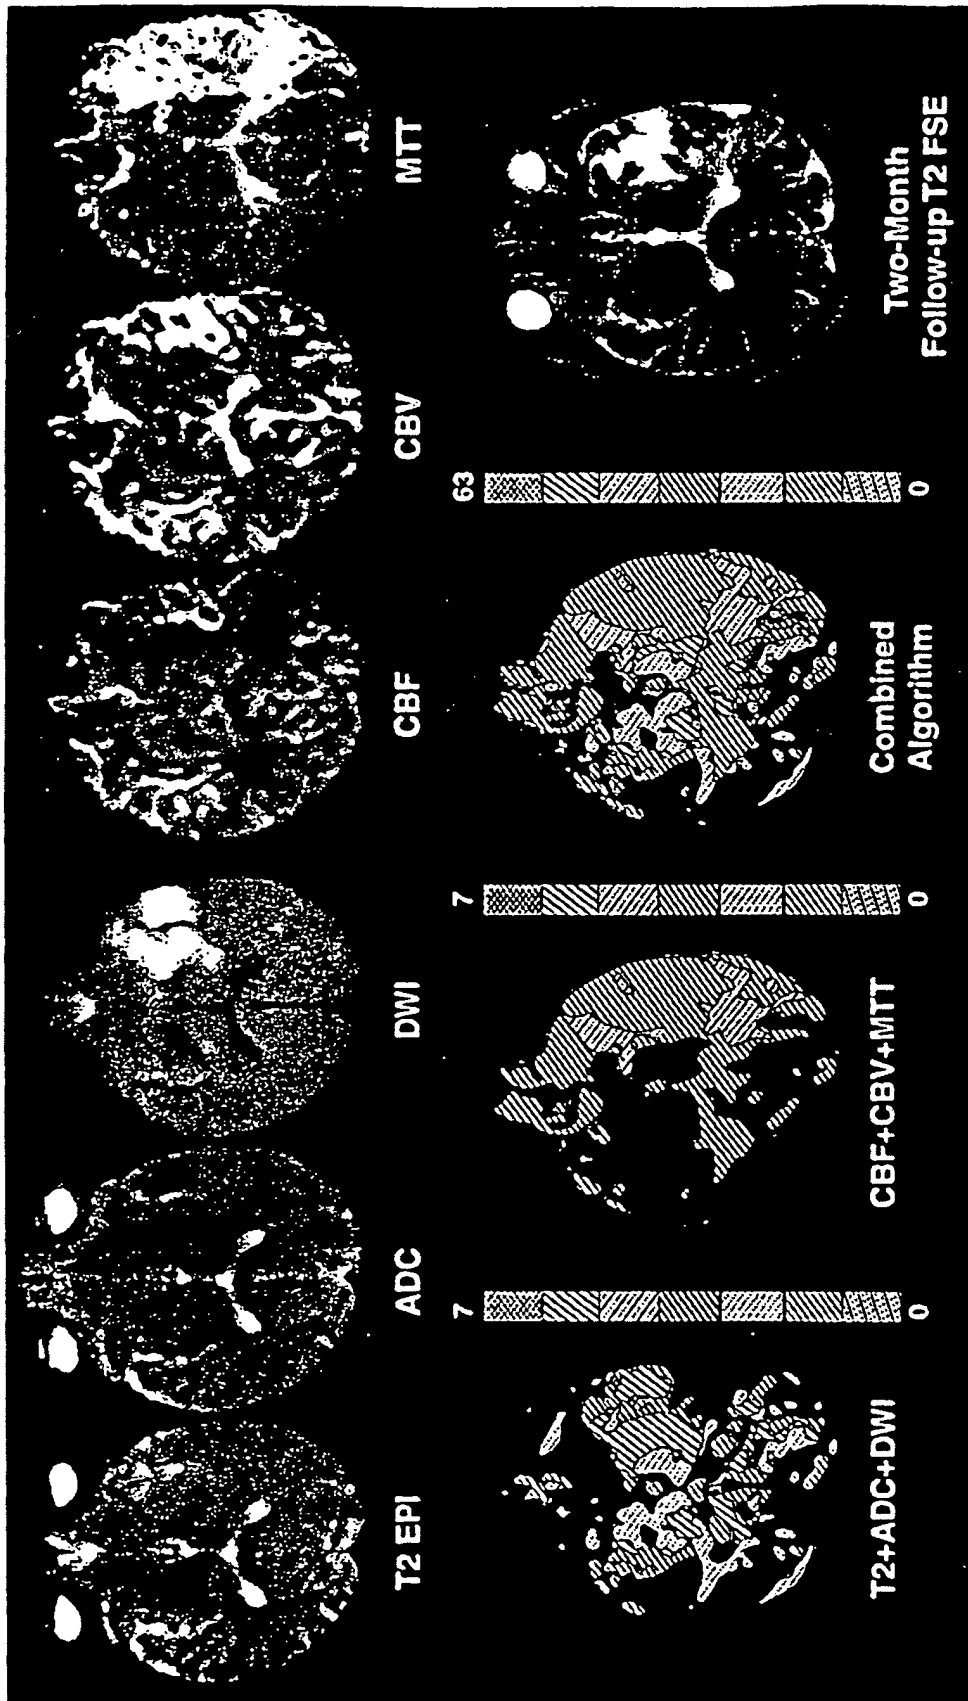 T2 EPI
ADC
DWI
CBF
CBV
MTT
T2+ADC+DWI
7
0
CBF+CBV+MTT
7
0
Combined
Algorithm
63
0
Two-Month
Follow-up T2 FSE